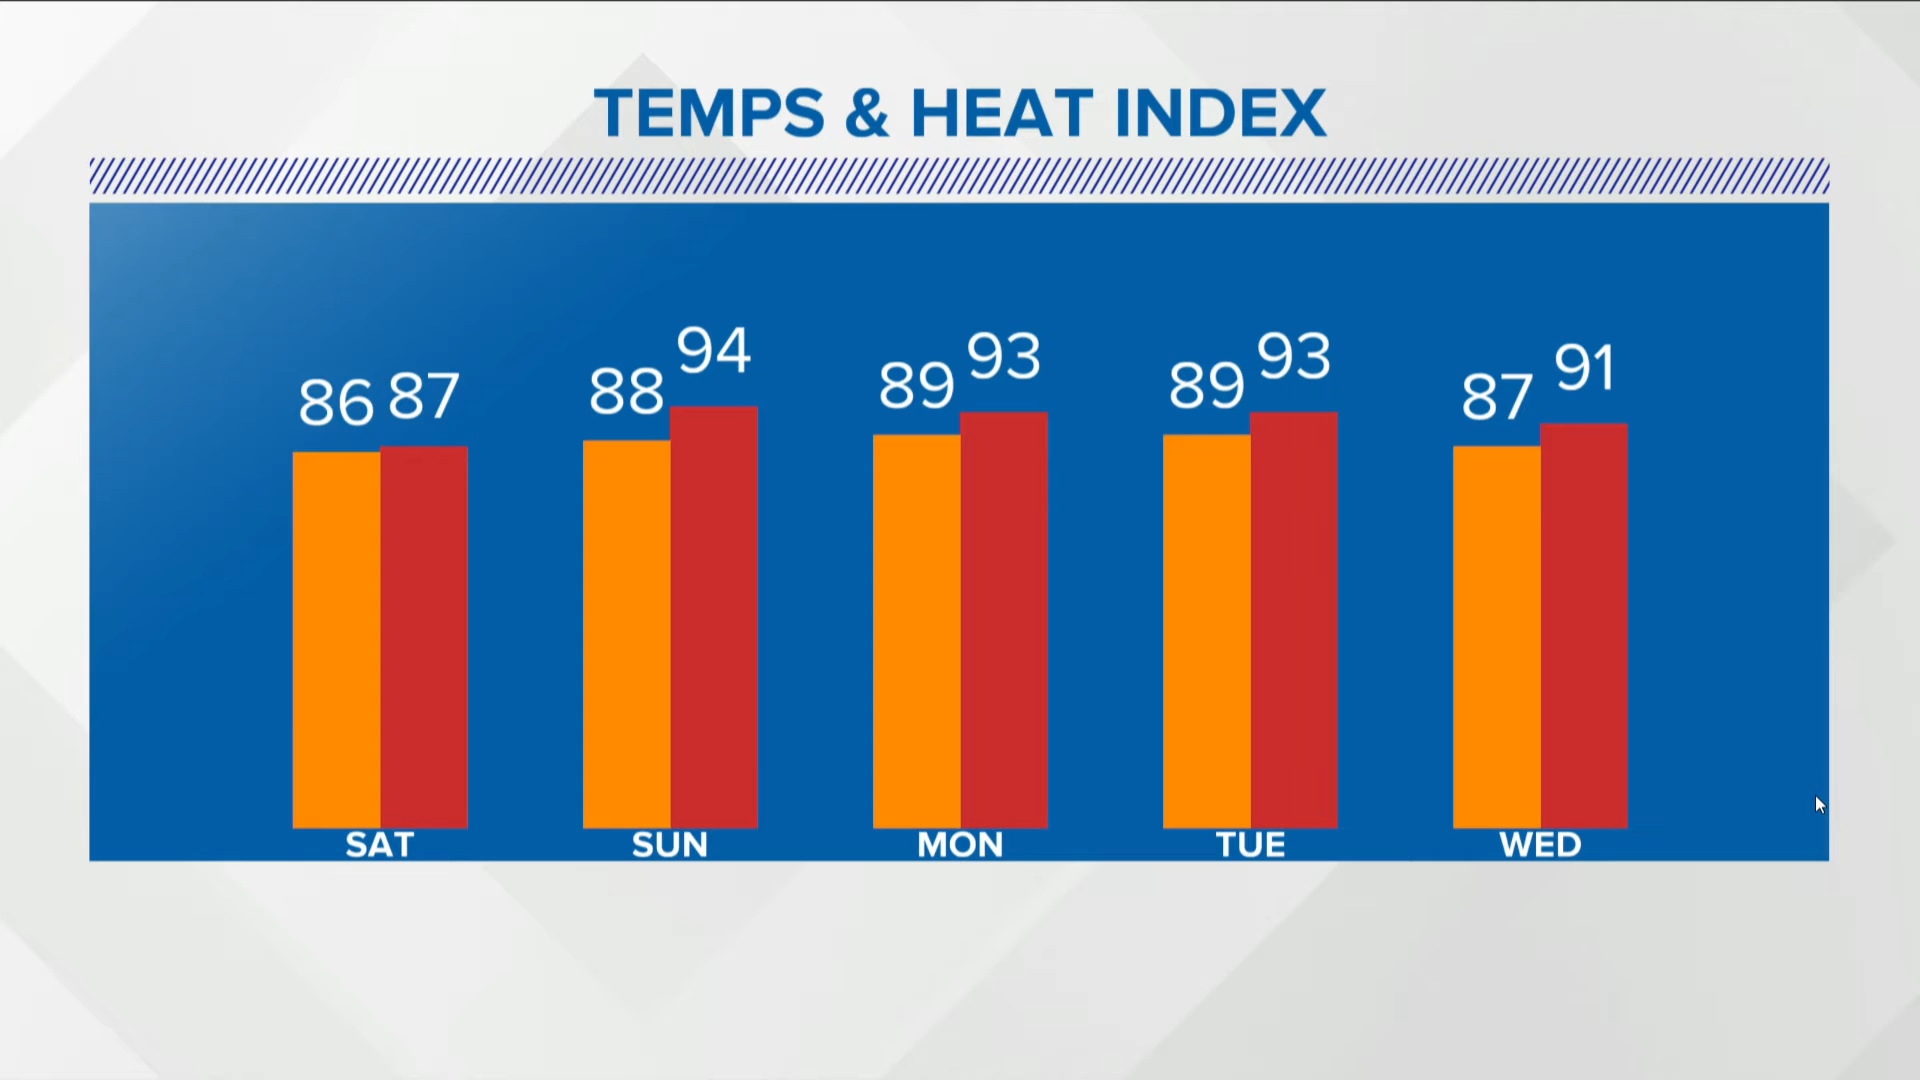 TEMPS & HEAT INDEX
86 87 88 94 89 93 89 93 87 91
SAT SUN MON TUE WED